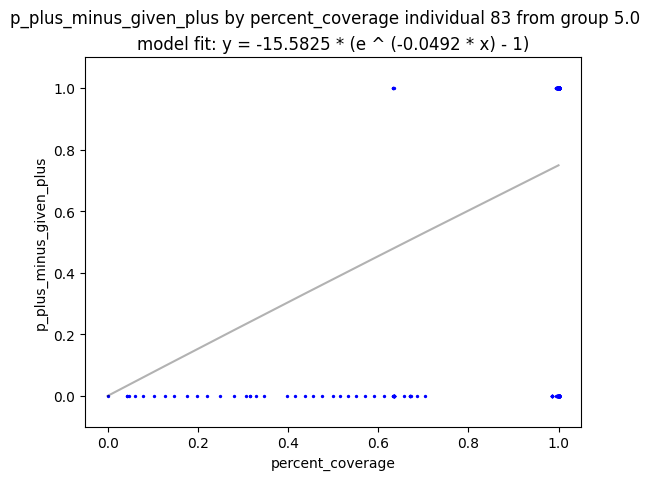 p_plus_minus_given_plus by percent_coverage individual 83 from group 5.0
model fit: y = -15.5825 * (e ^ (-0.0492 * x) - 1)
1.0
0.8
0.6
0.4
0.2
0.0
p_plus_minus_given_plus
0.0 0.2 0.4 0.6 0.8 1.0
percent_coverage